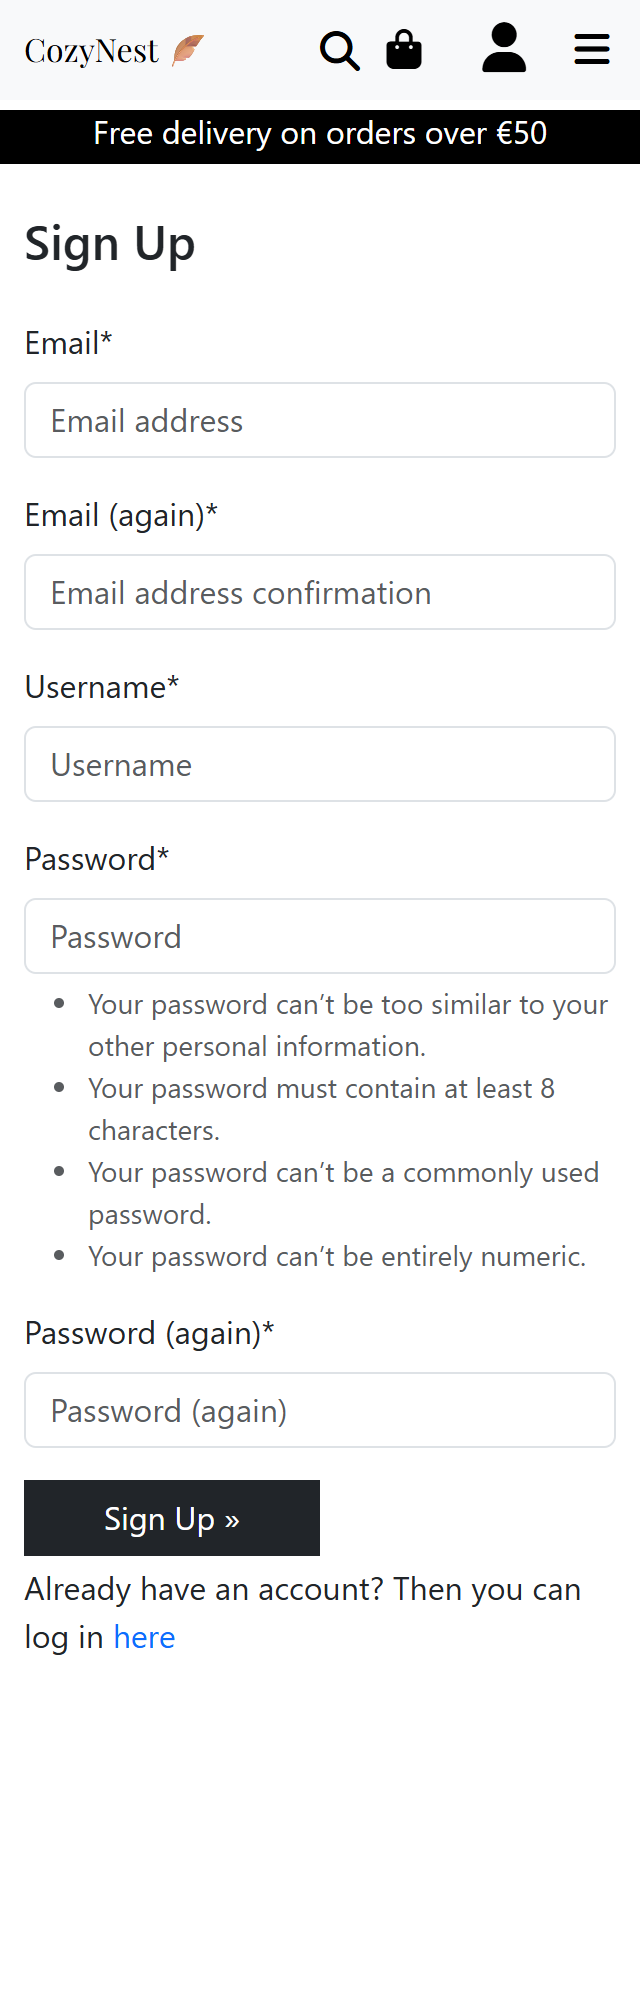 CozyNest
Free delivery on orders over €50
Sign Up
Email*
Email address
Email (again)*
Email address confirmation
Username*
Username
Password*
Password
• Your password can’t be too similar to your
other personal information.
• Your password must contain at least 8
characters.
• Your password can’t be a commonly used
password.
• Your password can’t be entirely numeric.
Password (again)*
Password (again)
Sign Up »
Already have an account? Then you can
log in here